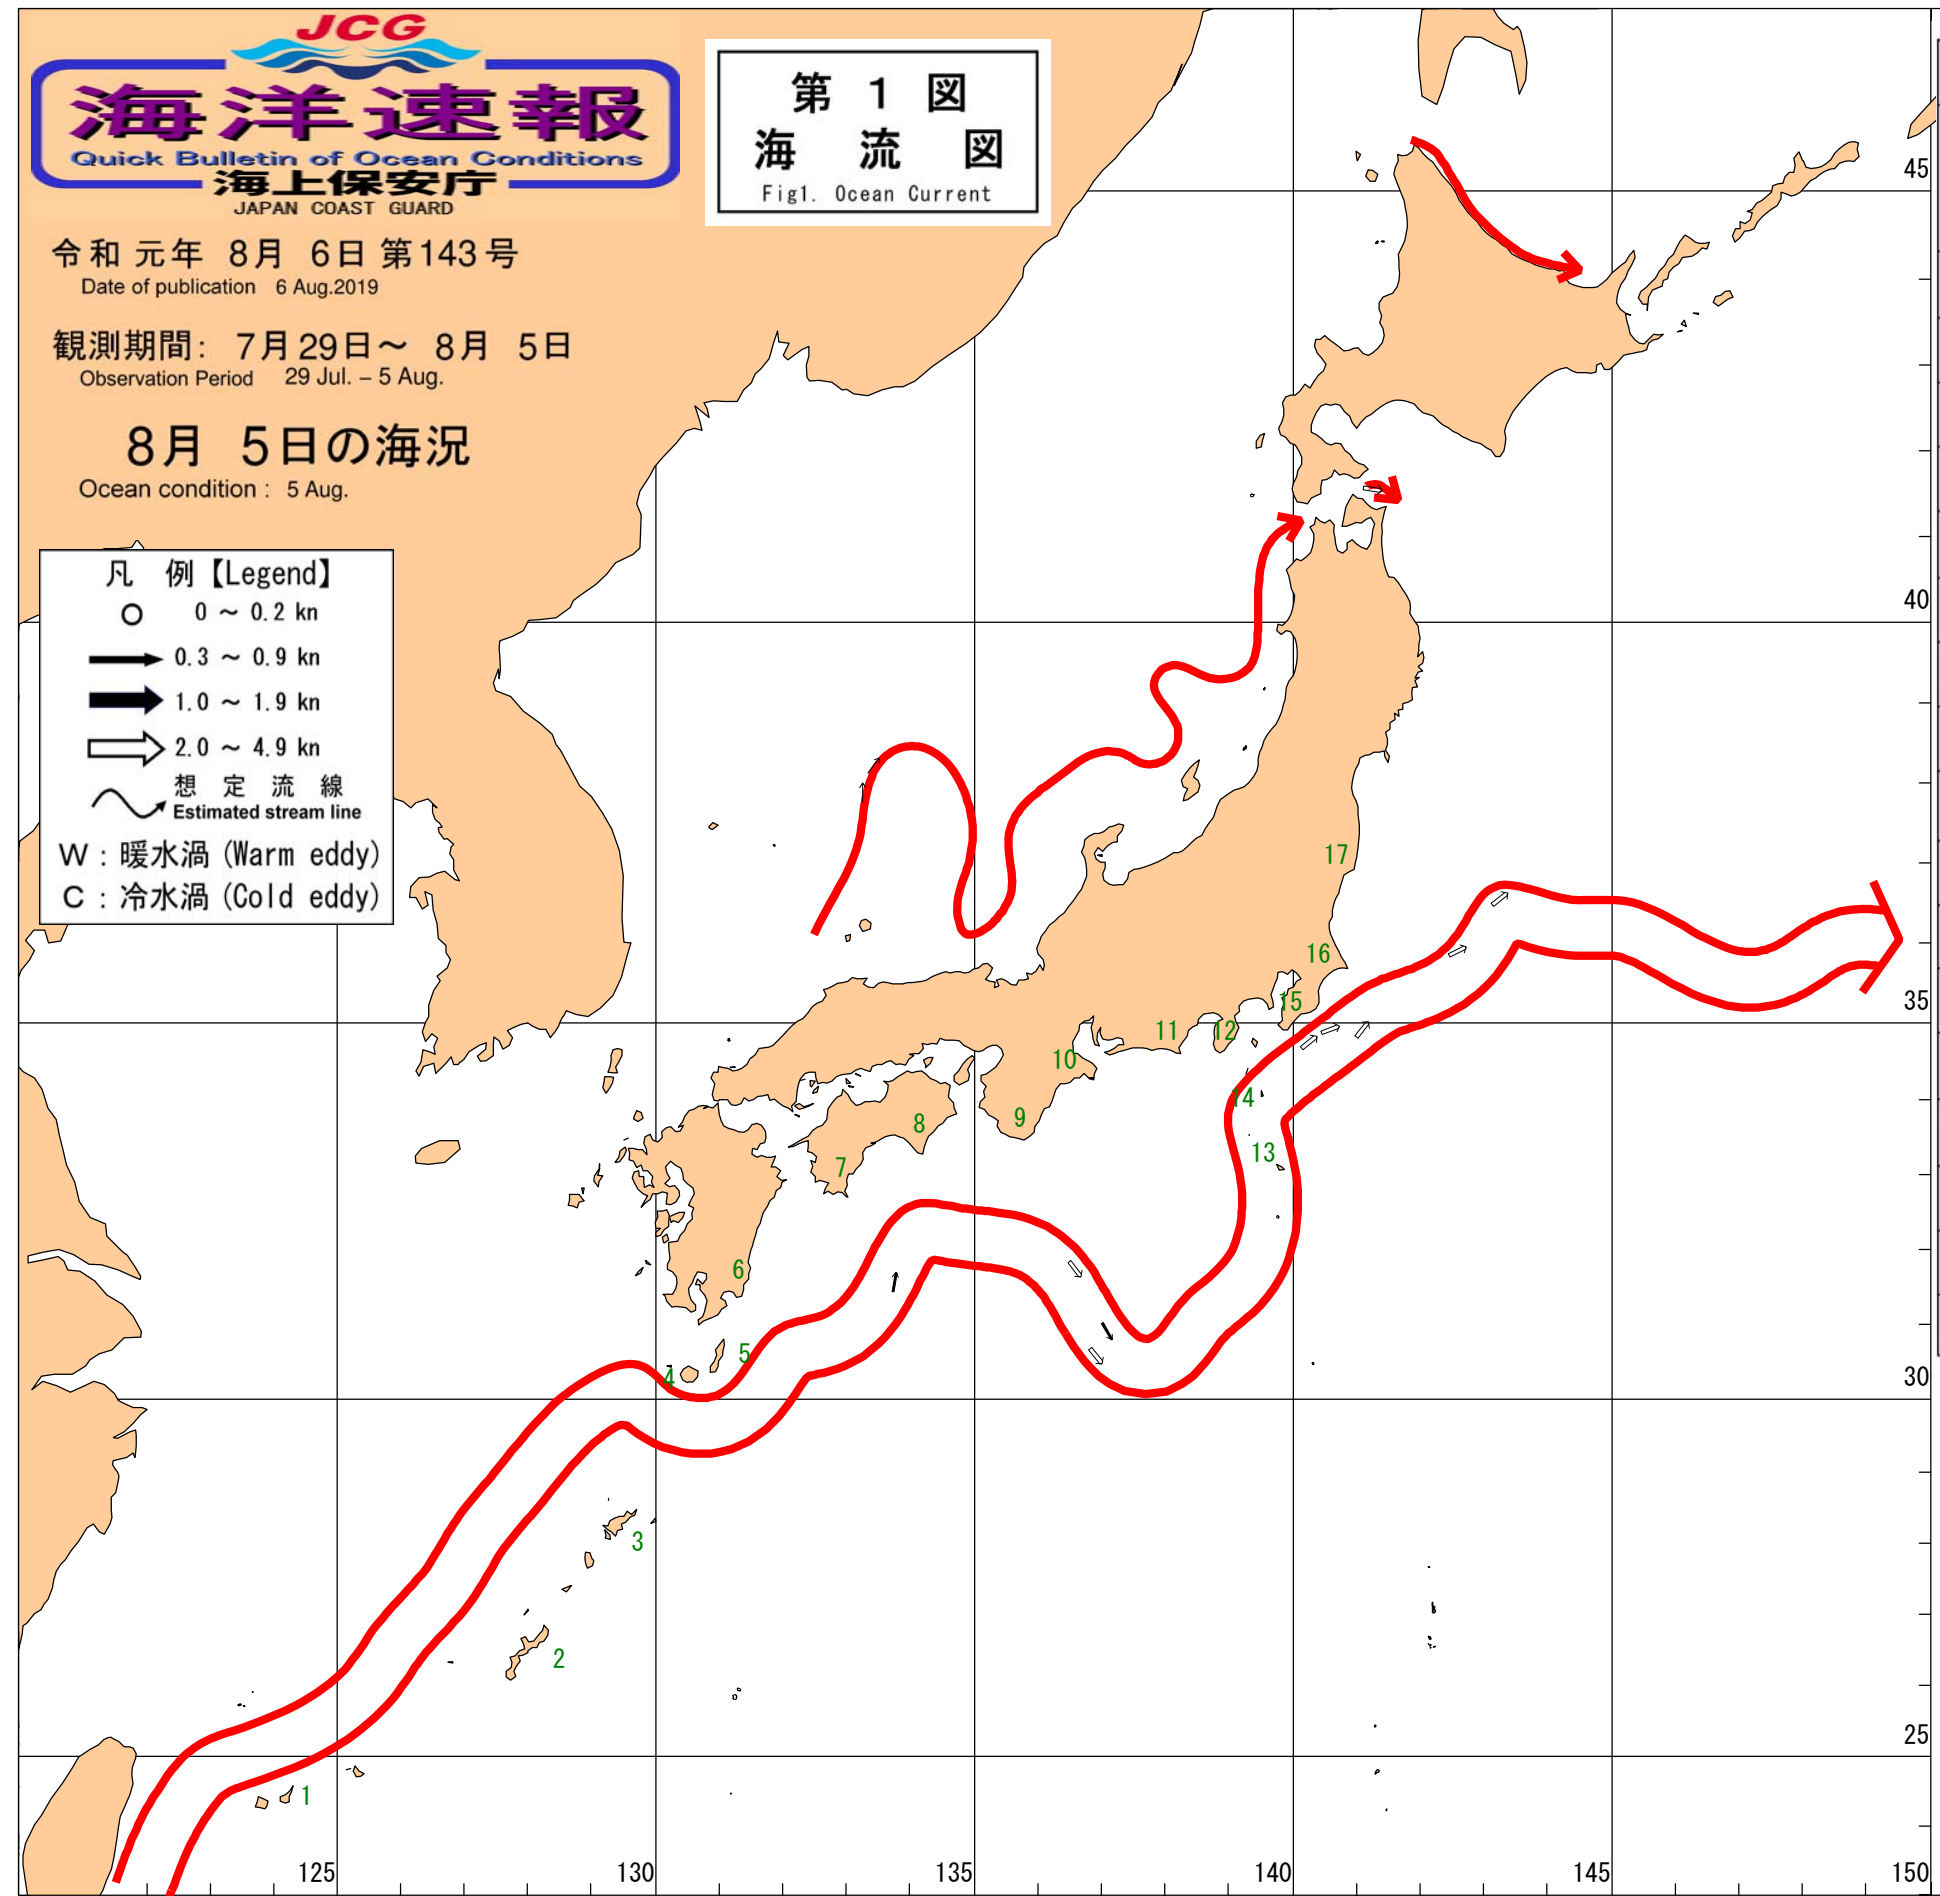 JCG
海洋速報
Quick Bulletin of Ocean Conditions
海上保安庁
JAPAN COAST GUARD
令和 元年 8月 6日 第143号
Date of publication 6 Aug.2019
観測期間: 7月29日～ 8月 5日
Observation Period 29 Jul. – 5 Aug.
8月 5日の海況
Ocean condition : 5 Aug.
第 1 図
海 流 図
Fig1. Ocean Current
凡 例【Legend】
0 ～ 0.2 kn
0.3 ～ 0.9 kn
1.0 ～ 1.9 kn
2.0 ～ 4.9 kn
想 定 流 線
Estimated stream line
W : 暖水渦 (Warm eddy)
C : 冷水渦 (Cold eddy)
45
40
17
16
35
15
11
12
10
14
9
8
13
7
6
5
4
30
3
2
25
1
125
130
135
140
145
150